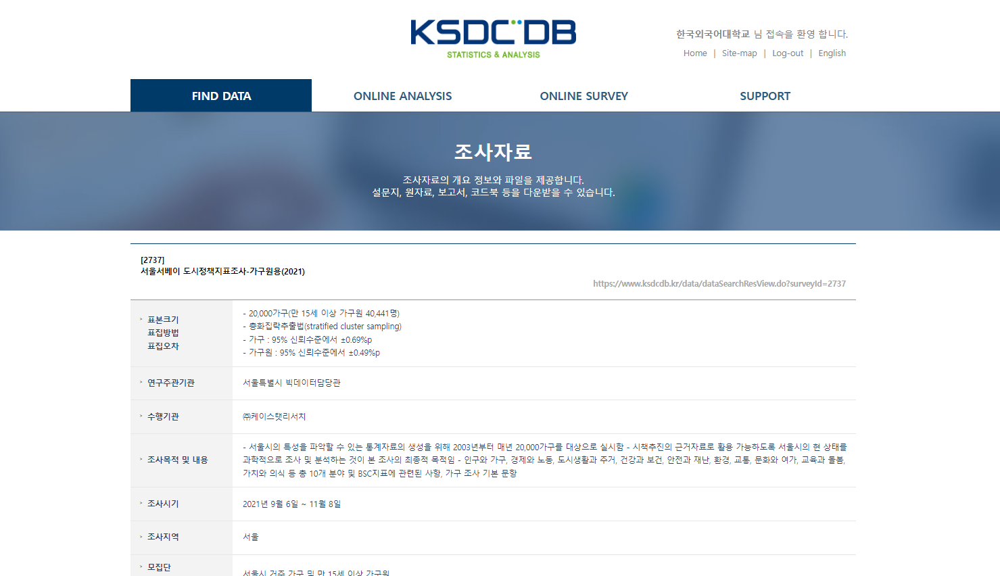 KSDC DB
STATISTICS & ANALYSIS
한국외국어대학교 님 접속을 환영 합니다.
Home | Site-map | Log-out | English
FIND DATA ONLINE ANALYSIS ONLINE SURVEY SUPPORT
조사자료
조사자료의 개요 정보와 파일을 제공합니다.
설문지, 원자료, 보고서, 코드북 등을 다운받을 수 있습니다.
[2737]
서울서베이 도시정책지표조사-가구원용(2021)
https://www.ksdcdb.kr/data/dataSearchResView.do?surveyId=2737
표본크기
표집방법
표집오차
- 20,000가구(만 15세 이상 가구원 40,441명)
- 층화집락추출법(stratified cluster sampling)
- 가구 : 95% 신뢰수준에서 ±0.69%p
- 가구원 : 95% 신뢰수준에서 ±0.49%p
연구주관기관
서울특별시 빅데이터담당관
수행기관
㈜케이스탯리서치
조사목적 및 내용
- 서울시의 특성을 파악할 수 있는 통계자료의 생성을 위해 2003년부터 매년 20,000가구를 대상으로 실시함 - 시책추진의 근거자료로 활용 가능하도록 서울시의 현 상태를
과학적으로 조사 및 분석하는 것이 본 조사의 최종적 목적임 - 인구와 가구, 경제와 노동, 도시생활과 주거, 건강과 보건, 안전과 재난, 환경, 교통, 문화와 여가, 교육과 돌봄,
가치와 의식 등 총 10개 분야 및 BSC지표에 관련된 사항, 가구 조사 기본 문항
조사시기
2021년 9월 6일 ~ 11월 8일
조사지역
서울
모집단
서울시 거주 가구 및 만 15세 이상 가구원